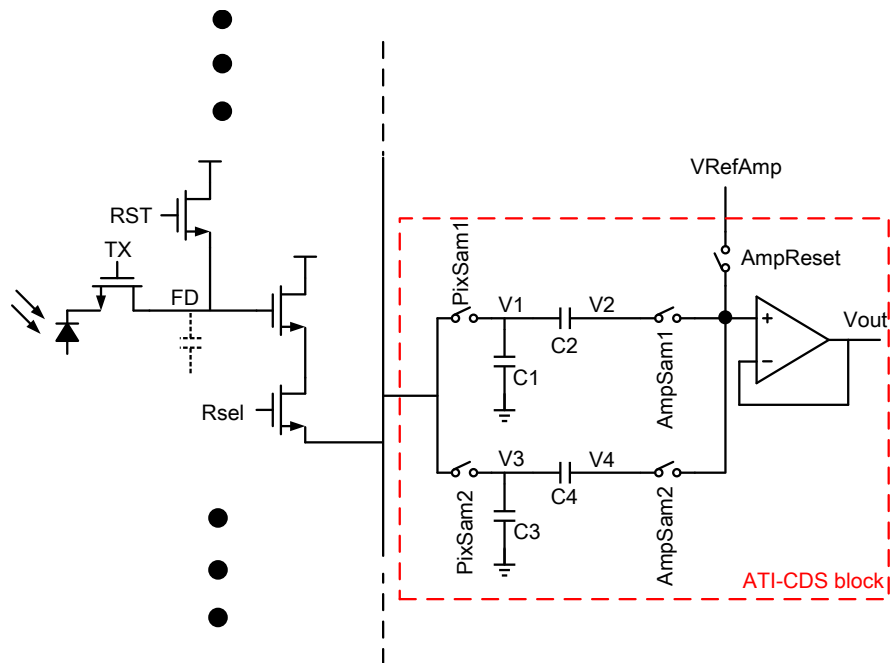 VRefAmp
RST
AmpReset
TX
PixSam1
FD
V1
V2
+
Vout
C2
C1
AmpSam1
−
Rsel
V3
V4
C4
PixSam2
C3
AmpSam2
ATI-CDS block